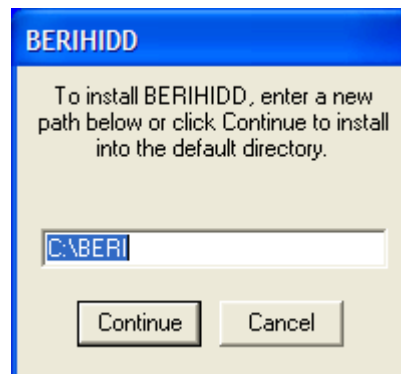 BERIHIDD
To install BERIHIDD, enter a new
path below or click Continue to install
into the default directory.
C:\BERI
Continue
Cancel